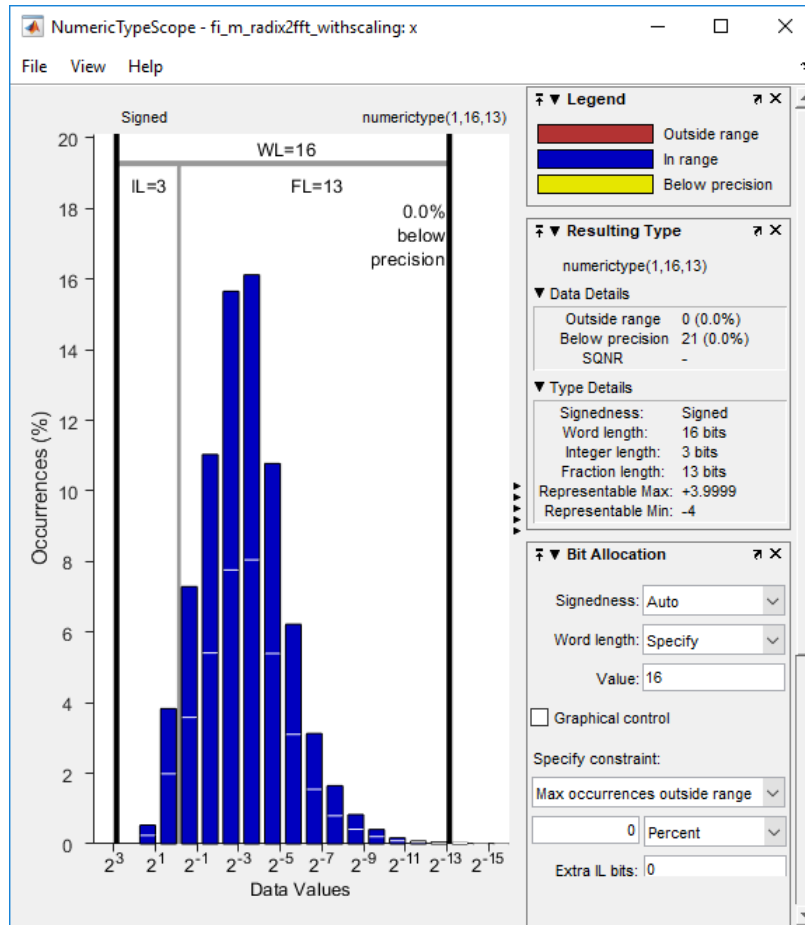 NumericTypeScope - fi_m_radix2fft_withscaling: x
File View Help
Signed numerictype(1,16,13)
WL=16
IL=3 FL=13
0.0%
below
precision
Occurrences (%)
20
18
16
14
12
10
8
6
4
2
0
2^3 2^1 2^-1 2^-3 2^-5 2^-7 2^-9 2^-11 2^-13 2^-15
Data Values
Legend
Outside range
In range
Below precision
Resulting Type
numerictype(1,16,13)
Data Details
Outside range 0 (0.0%)
Below precision 21 (0.0%)
SQNR -
Type Details
Signedness: Signed
Word length: 16 bits
Integer length: 3 bits
Fraction length: 13 bits
Representable Max: +3.9999
Representable Min: -4
Bit Allocation
Signedness: Auto
Word length: Specify
Value: 16
Graphical control
Specify constraint:
Max occurrences outside range
0 Percent
Extra IL bits: 0